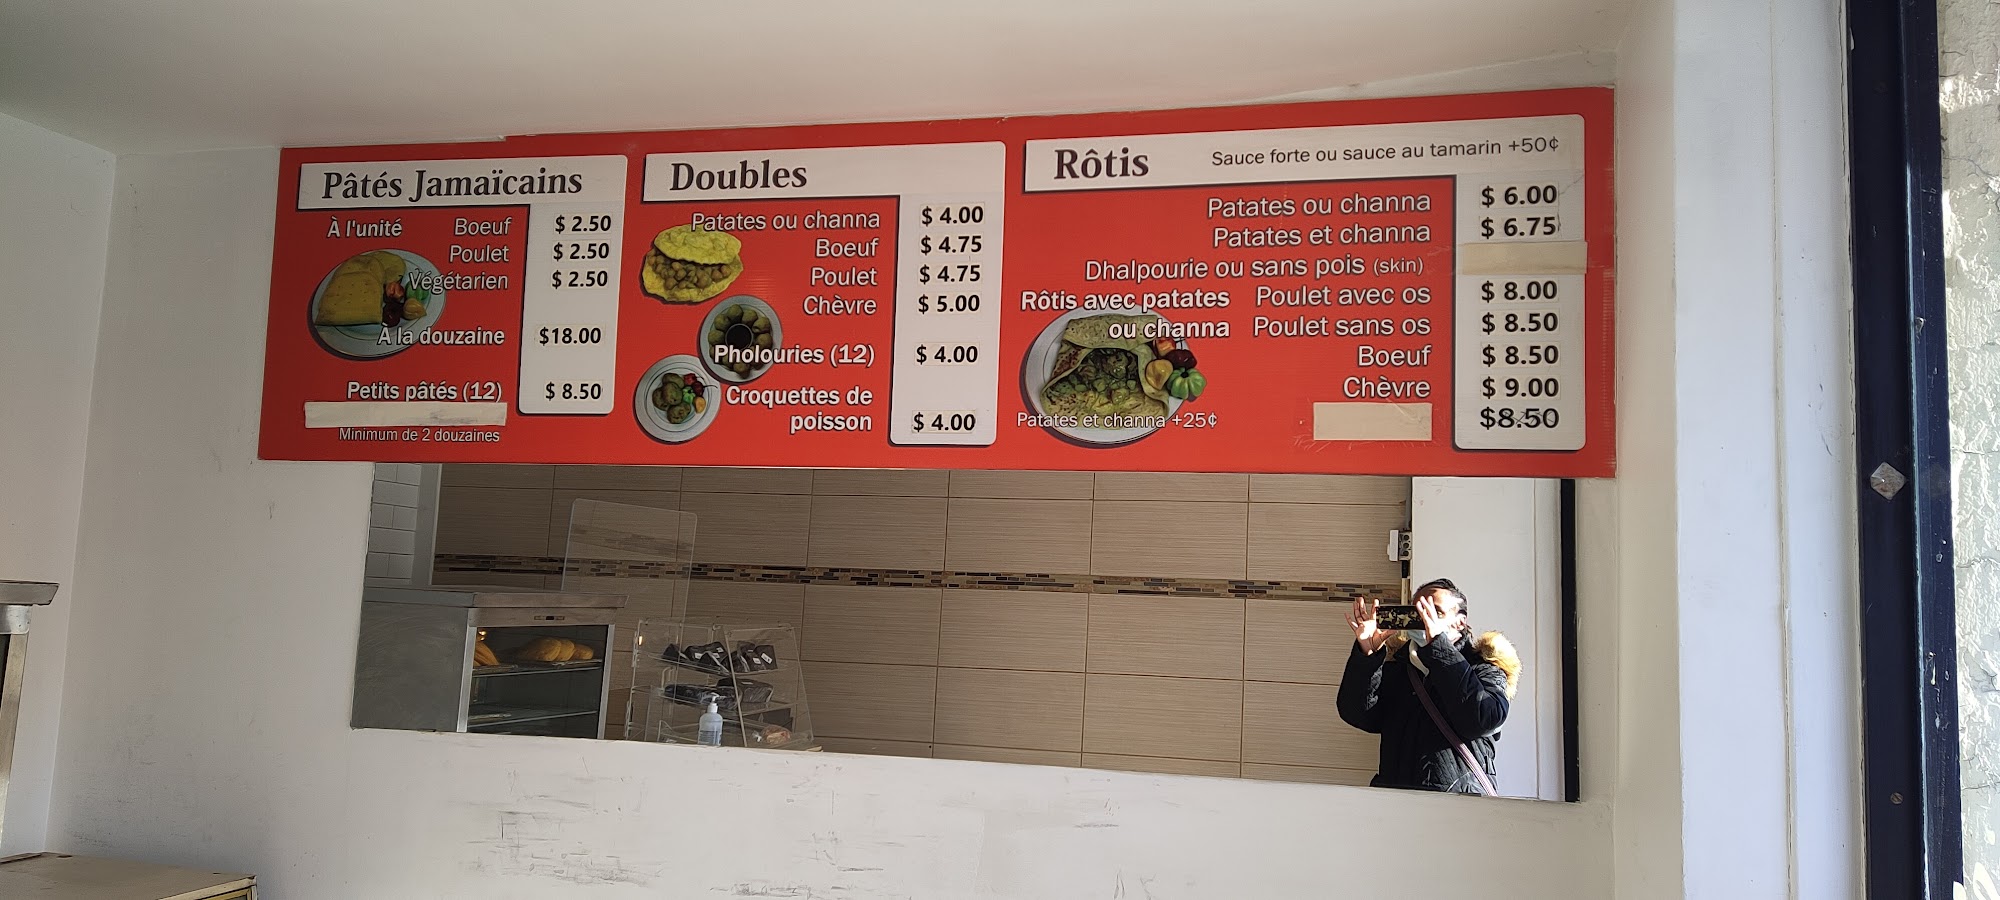 Pâtés Jamaïcains
À l'unité Boeuf $ 2.50
Poulet $ 2.50
Végétarien $ 2.50
À la douzaine $18.00
Petits pâtés (12) $ 8.50
Minimum de 2 douzaines
Doubles
Patates ou channa $ 4.00
Boeuf $ 4.75
Poulet $ 4.75
Chèvre $ 5.00
Pholouries (12) $ 4.00
Croquettes de
poisson $ 4.00
Rôtis Sauce forte ou sauce au tamarin +50¢
Patates ou channa $ 6.00
Patates et channa $ 6.75
Dhalpourie ou sans pois (skin)
Rôtis avec patates Poulet avec os $ 8.00
ou channa Poulet sans os $ 8.50
Boeuf $ 8.50
Chèvre $ 9.00
Patates et channa +25¢ $8.50